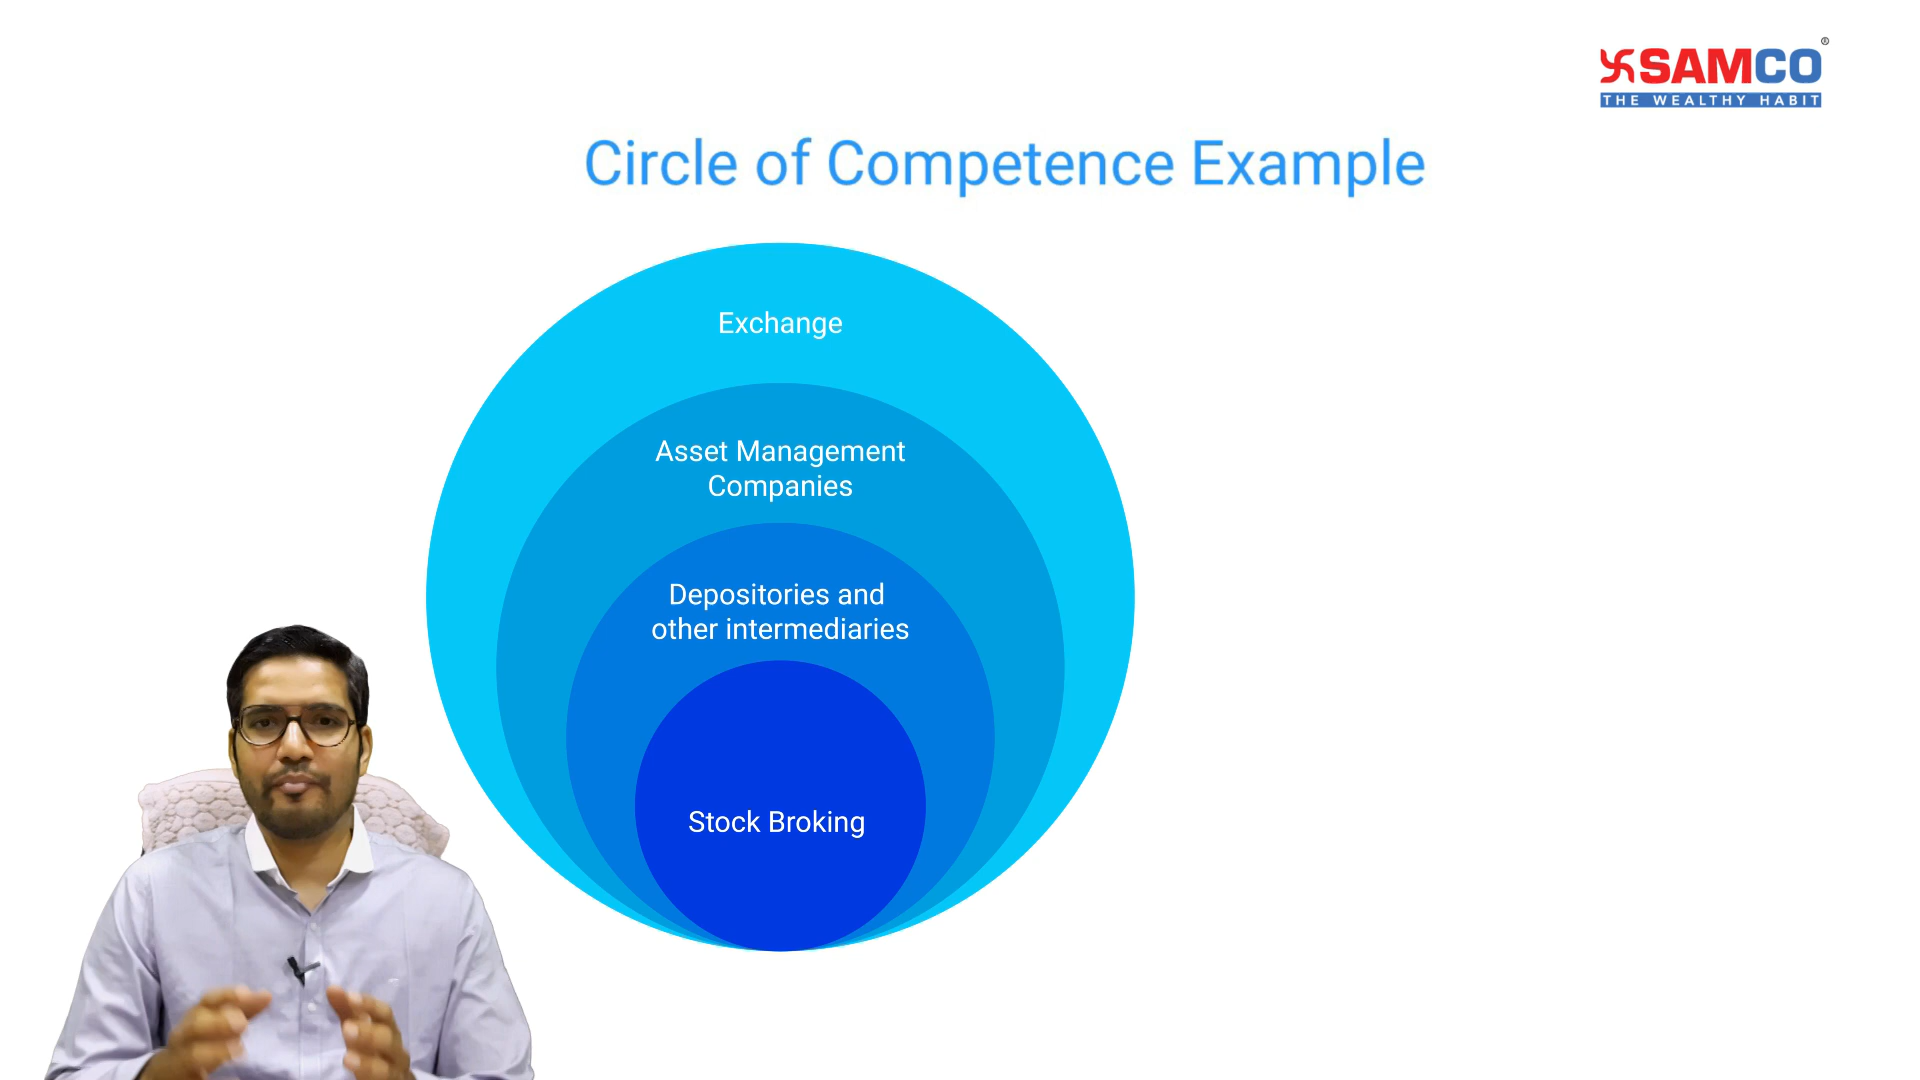 SAMCO®
THE WEALTHY HABIT
Circle of Competence Example
Exchange
Asset Management
Companies
Depositories and
other intermediaries
Stock Broking